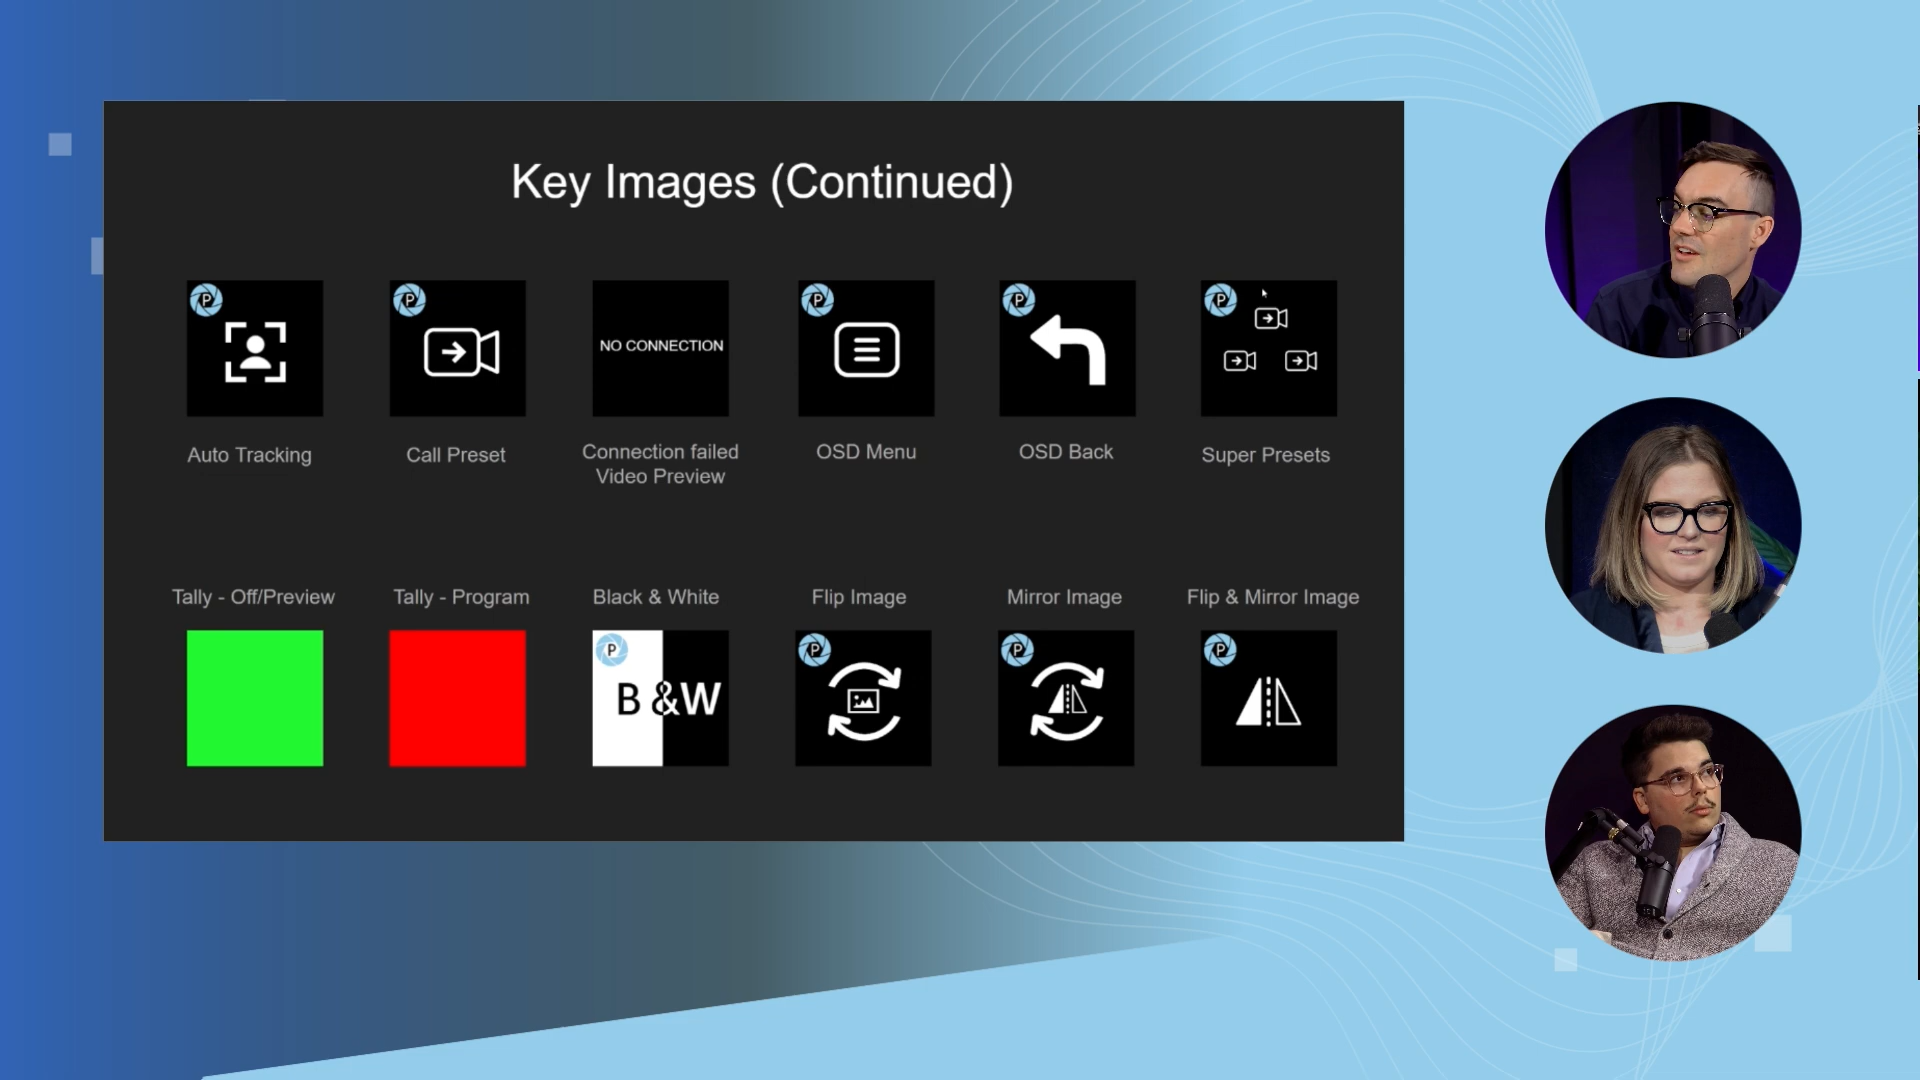 Key Images (Continued)
P
P
NO CONNECTION
P
P
P
Auto Tracking
Call Preset
Connection failed
Video Preview
OSD Menu
OSD Back
Super Presets
Tally - Off/Preview
Tally - Program
Black & White
Flip Image
Mirror Image
Flip & Mirror Image
P
B &W
P
P
P